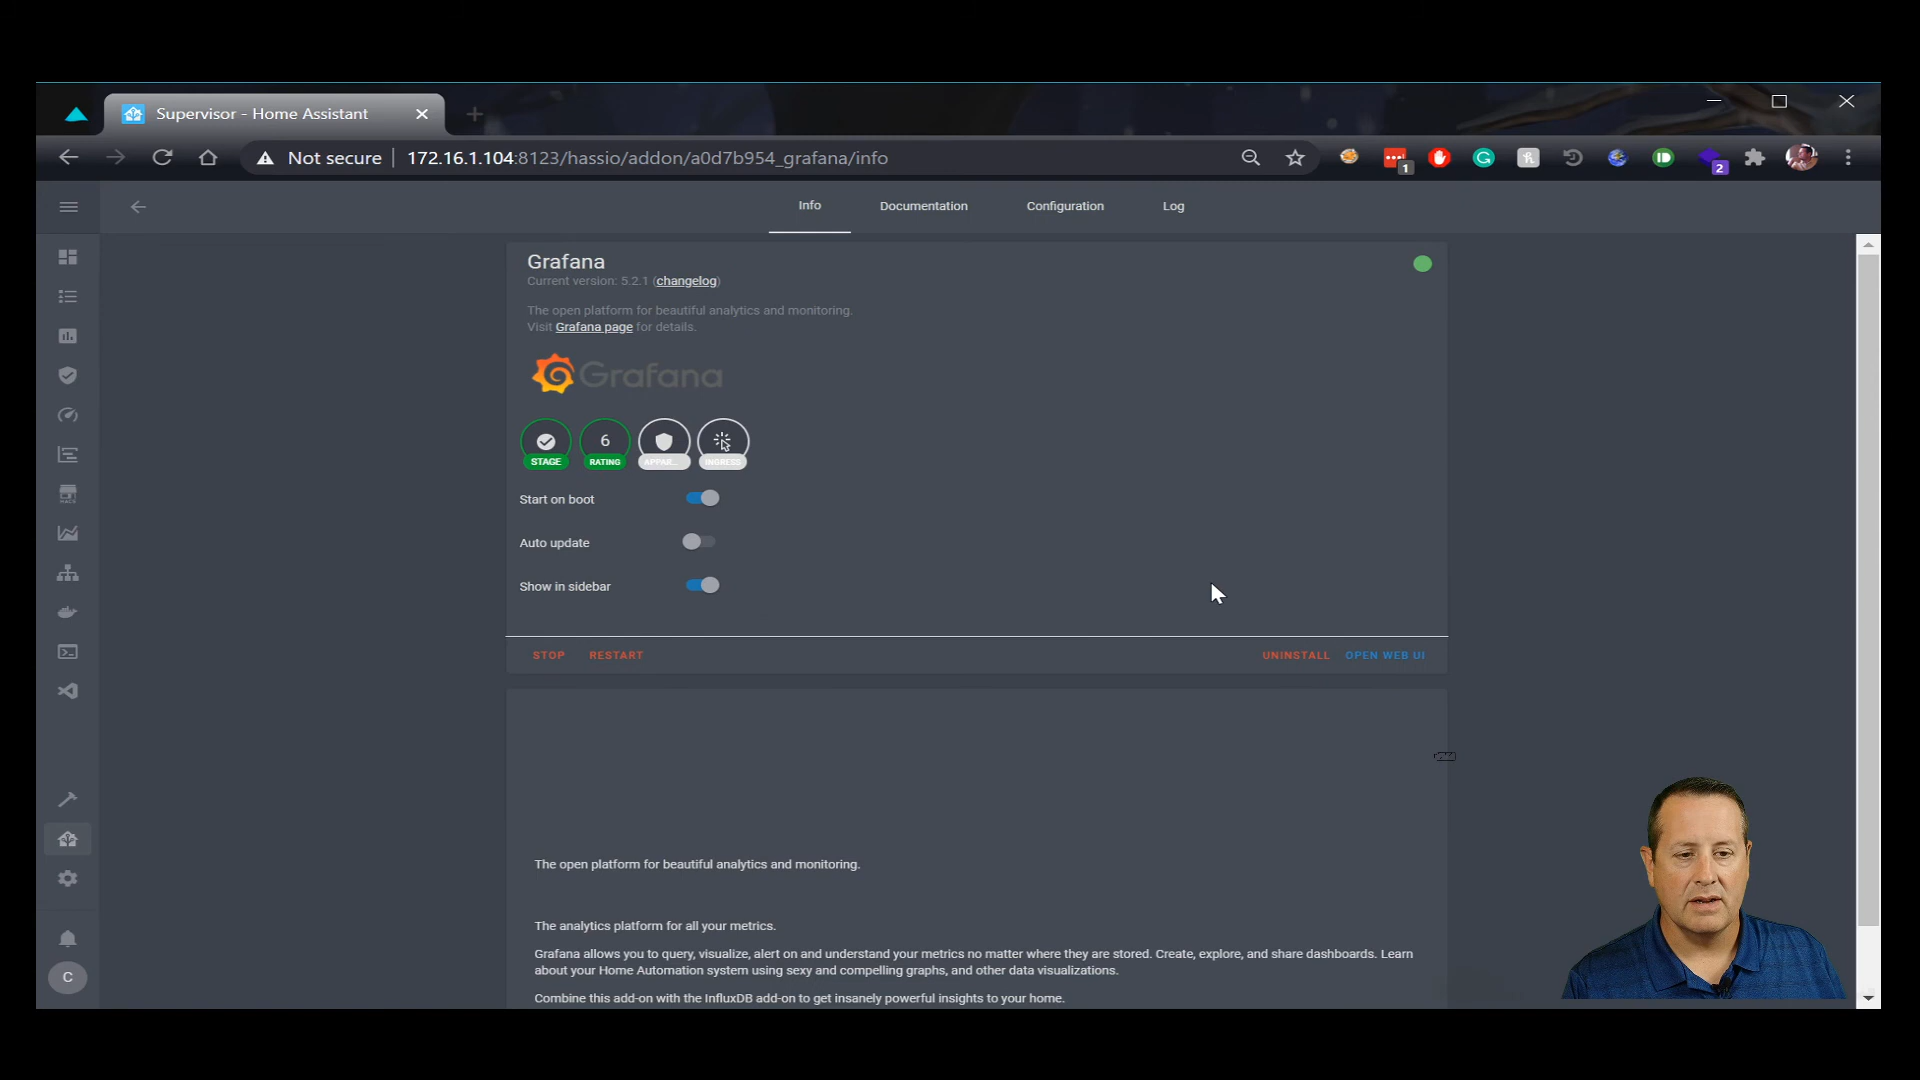 Supervisor - Home Assistant
Not secure
172.16.1.104:8123/hassio/addon/a0d7b954_grafana/info
1
2
Info
Documentation
Configuration
Log
Grafana
Current version: 5.2.1 (changelog)
The open platform for beautiful analytics and monitoring.
Visit Grafana page for details.
Grafana
6
STAGE
RATING
APPAR...
INGRESS
Start on boot
Auto update
Show in sidebar
STOP
RESTART
UNINSTALL
OPEN WEB UI
HACS
The open platform for beautiful analytics and monitoring.
The analytics platform for all your metrics.
Grafana allows you to query, visualize, alert on and understand your metrics no matter where they are stored. Create, explore, and share dashboards. Learn
about your Home Automation system using sexy and compelling graphs, and other data visualizations.
Combine this add-on with the InfluxDB add-on to get insanely powerful insights to your home.
C